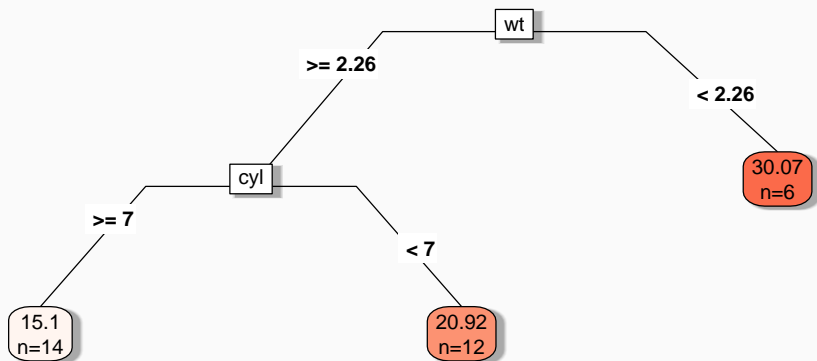 wt
>= 2.26
< 2.26
30.07
n=6
cyl
>= 7
< 7
15.1
n=14
20.92
n=12